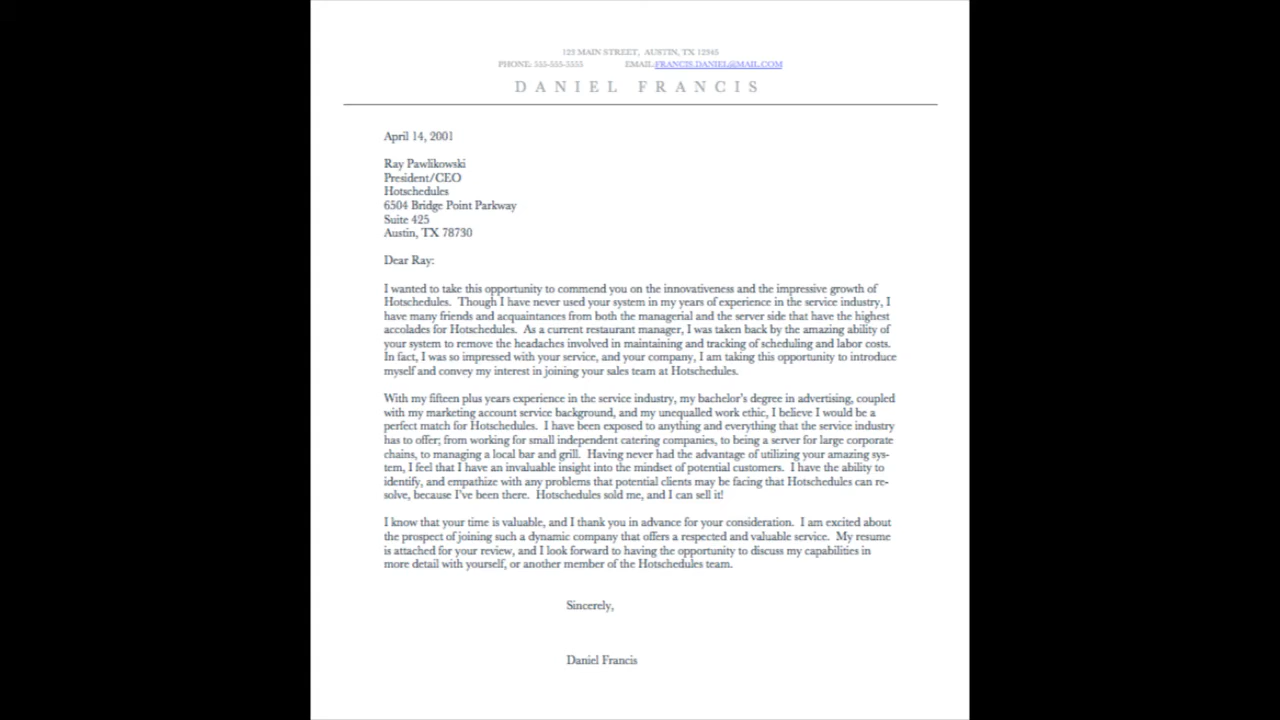 123 MAIN STREET, AUSTIN, TX 12345
PHONE: 555-555-5555 EMAIL:FRANCIS.DANIEL@MAIL.COM
DANIEL FRANCIS
April 14, 2001
Ray Pawlikowski
President/CEO
Hotschedules
6504 Bridge Point Parkway
Suite 425
Austin, TX 78730
Dear Ray:
I wanted to take this opportunity to commend you on the innovativeness and the impressive growth of
Hotschedules. Though I have never used your system in my years of experience in the service industry, I
have many friends and acquaintances from both the managerial and the server side that have the highest
accolades for Hotschedules. As a current restaurant manager, I was taken back by the amazing ability of
your system to remove the headaches involved in maintaining and tracking of scheduling and labor costs.
In fact, I was so impressed with your service, and your company, I am taking this opportunity to introduce
myself and convey my interest in joining your sales team at Hotschedules.
With my fifteen plus years experience in the service industry, my bachelor's degree in advertising, coupled
with my marketing account service background, and my unequalled work ethic, I believe I would be a
perfect match for Hotschedules. I have been exposed to anything and everything that the service industry
has to offer; from working for small independent catering companies, to being a server for large corporate
chains, to managing a local bar and grill. Having never had the advantage of utilizing your amazing sys-
tem, I feel that I have an invaluable insight into the mindset of potential customers. I have the ability to
identify, and empathize with any problems that potential clients may be facing that Hotschedules can re-
solve, because I've been there. Hotschedules sold me, and I can sell it!
I know that your time is valuable, and I thank you in advance for your consideration. I am excited about
the prospect of joining such a dynamic company that offers a respected and valuable service. My resume
is attached for your review, and I look forward to having the opportunity to discuss my capabilities in
more detail with yourself, or another member of the Hotschedules team.
Sincerely,
Daniel Francis